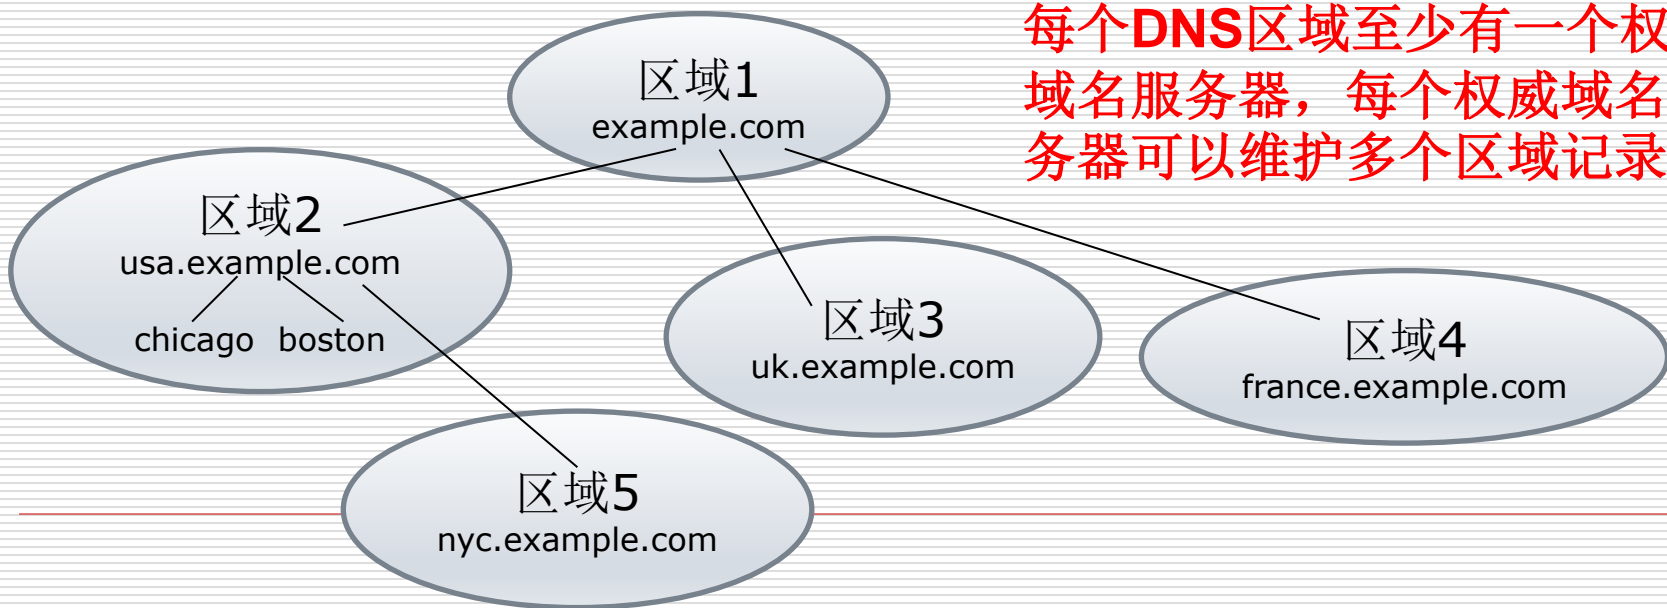 每个DNS区域至少有一个权
域名服务器，每个权威域名
务器可以维护多个区域记录
区域1
example.com
区域2
usa.example.com
chicago boston
区域3
uk.example.com
区域4
france.example.com
区域5
nyc.example.com